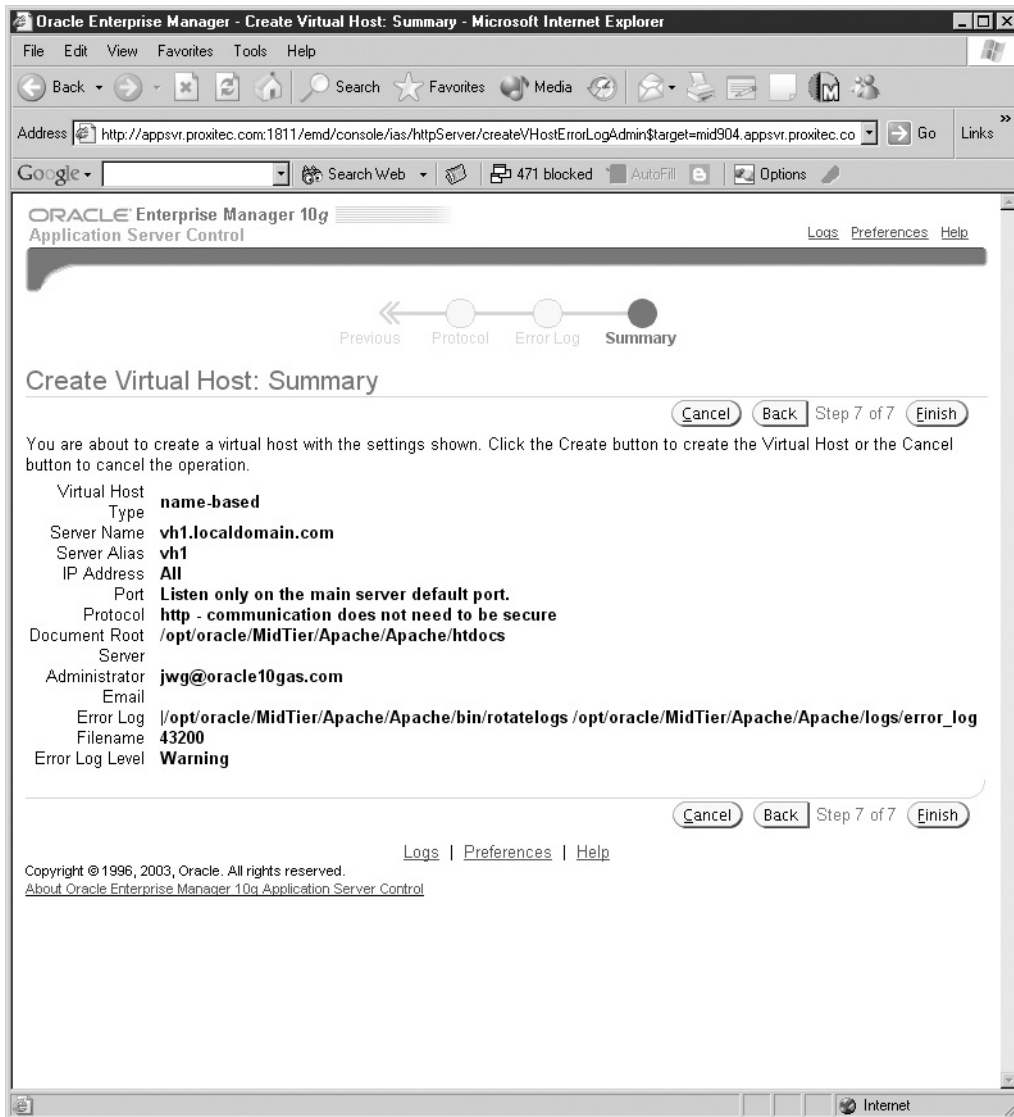 Oracle Enterprise Manager - Create Virtual Host: Summary - Microsoft Internet Explorer
File Edit View Favorites Tools Help
Back Search Favorites Media
Address http://appsvr.proxitec.com:1811/emd/console/ias/httpServer/createVHostErrorLogAdmin$target=mid904.appsvr.proxitec.co Go Links »
Google Search Web 471 blocked AutoFill Options
ORACLE Enterprise Manager 10g
Application Server Control
Logs Preferences Help
Previous Protocol Error Log Summary
Create Virtual Host: Summary
Cancel Back Step 7 of 7 Finish
You are about to create a virtual host with the settings shown. Click the Create button to create the Virtual Host or the Cancel
button to cancel the operation.
Virtual Host
Type name-based
Server Name vh1.localdomain.com
Server Alias vh1
IP Address All
Port Listen only on the main server default port.
Protocol http - communication does not need to be secure
Document Root /opt/oracle/MidTier/Apache/Apache/htdocs
Server
Administrator jwg@oracle10gas.com
Email
Error Log |/opt/oracle/MidTier/Apache/Apache/bin/rotatelogs /opt/oracle/MidTier/Apache/Apache/logs/error_log
Filename 43200
Error Log Level Warning
Cancel Back Step 7 of 7 Finish
Logs | Preferences | Help
Copyright © 1996, 2003, Oracle. All rights reserved.
About Oracle Enterprise Manager 10g Application Server Control
Internet